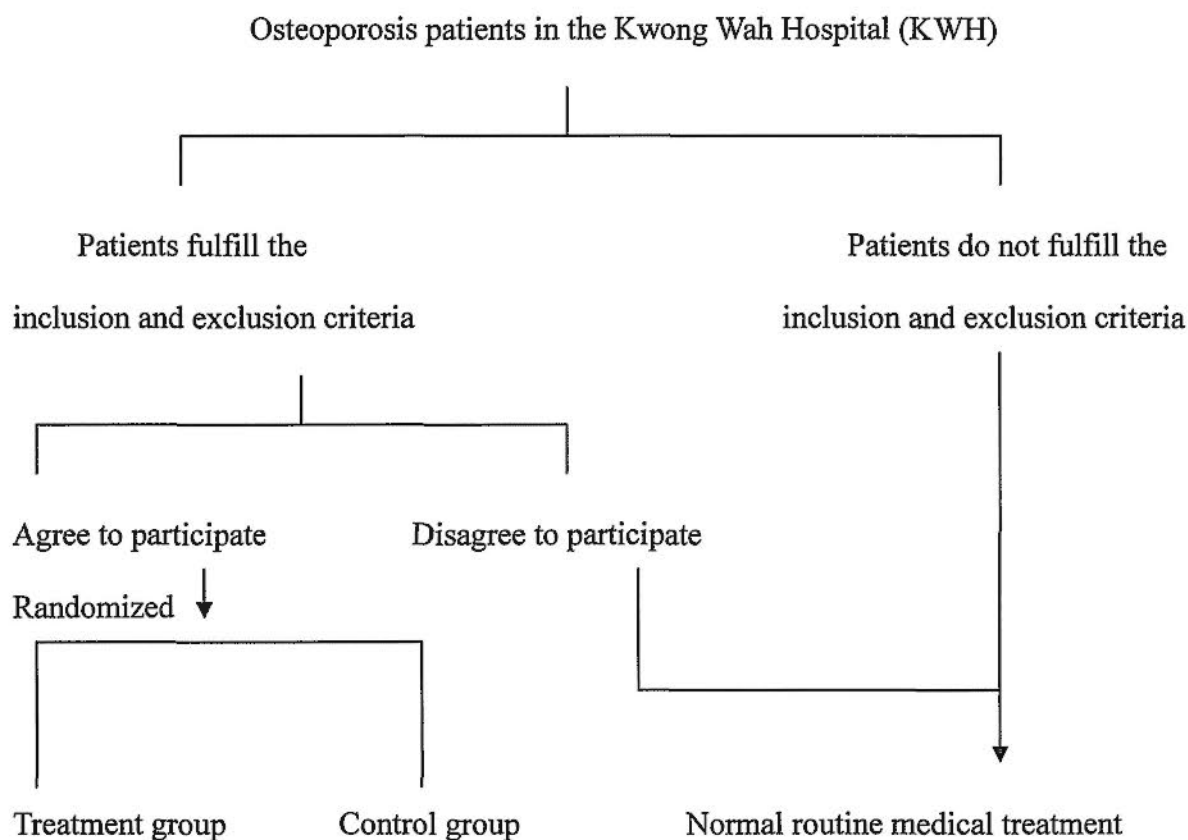 Osteoporosis patients in the Kwong Wah Hospital (KWH)
Patients fulfill the
inclusion and exclusion criteria
Patients do not fulfill the
inclusion and exclusion criteria
Agree to participate
Disagree to participate
Randomized
Treatment group
Control group
Normal routine medical treatment